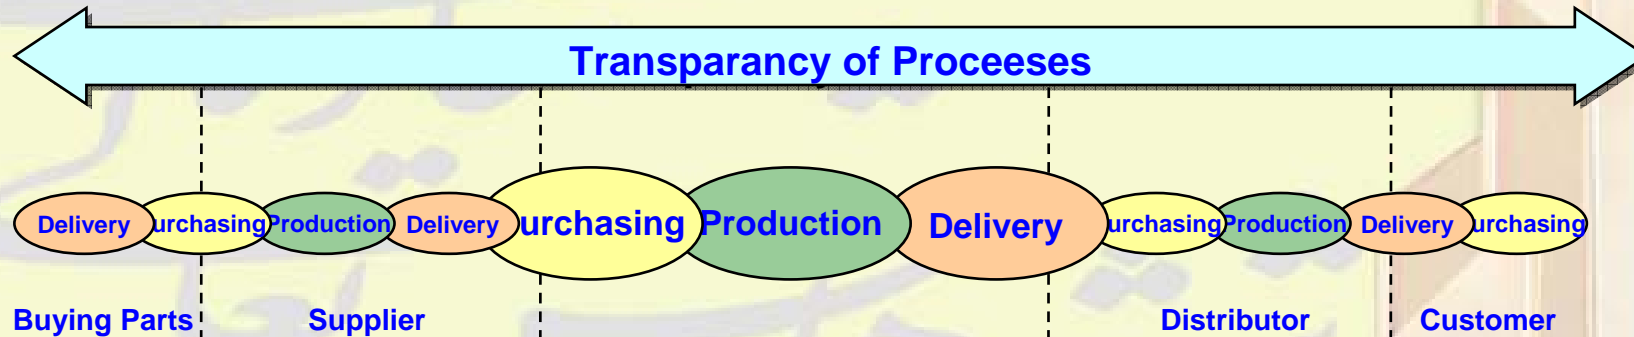 Transparancy of Proceeses
Delivery urchasing Production Delivery urchasing Production Delivery urchasing Production Delivery urchasing
Buying Parts Supplier Distributor Customer